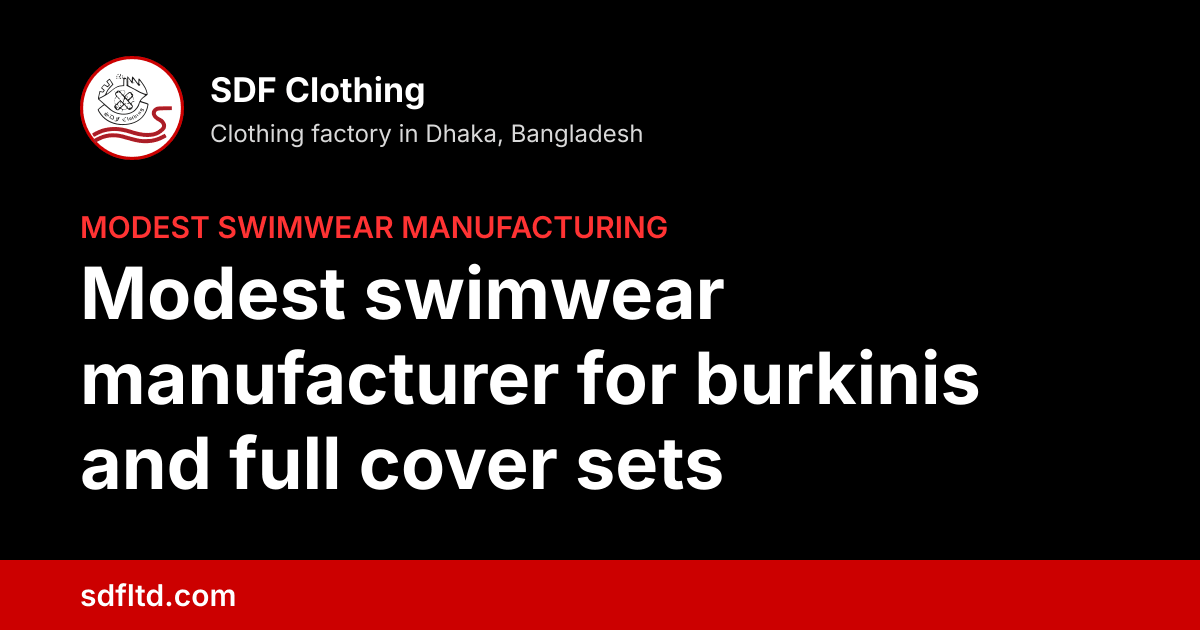 SDF Clothing
Clothing factory in Dhaka, Bangladesh
MODEST SWIMWEAR MANUFACTURING
Modest swimwear
manufacturer for burkinis
and full cover sets
sdfltd.com